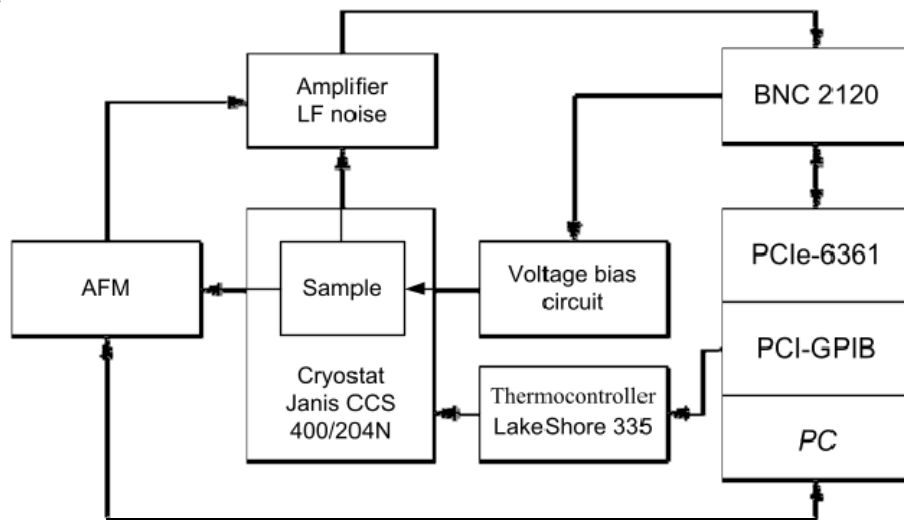 Amplifier
LF noise
BNC 2120
AFM
Sample
Voltage bias
circuit
PCIe-6361
PCI-GPIB
Cryostat
Janis CCS
400/204N
Thermocontroller
LakeShore 335
PC